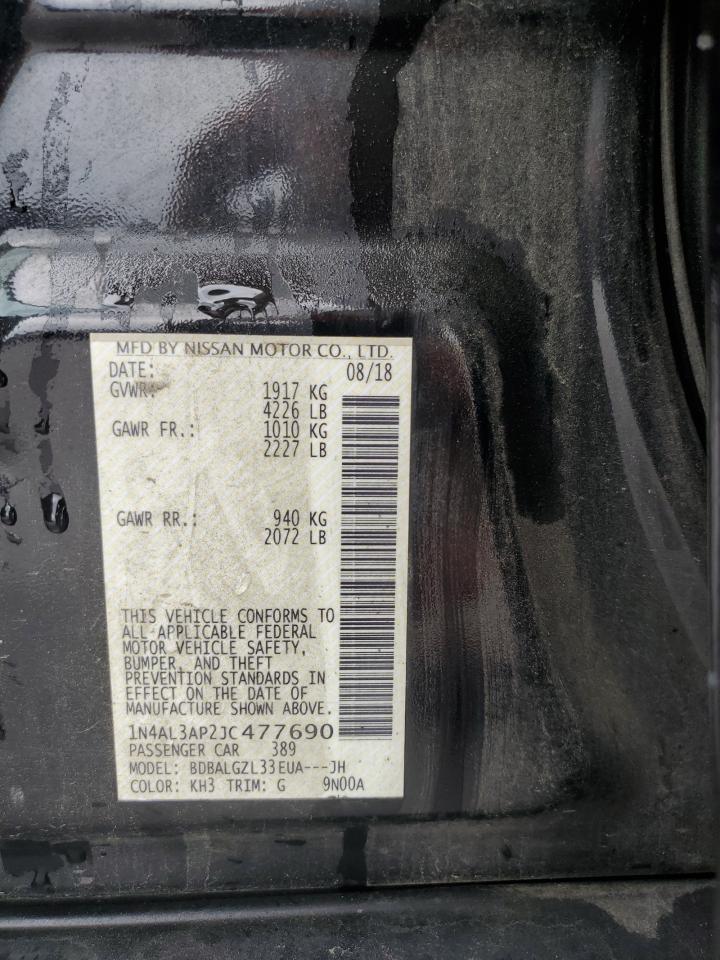 MFD BY NISSAN MOTOR CO., LTD.
DATE: 08/18
GVWR: 1917 KG
4226 LB
GAWR FR.: 1010 KG
2227 LB
GAWR RR.: 940 KG
2072 LB
THIS VEHICLE CONFORMS TO
ALL APPLICABLE FEDERAL
MOTOR VEHICLE SAFETY,
BUMPER, AND THEFT
PREVENTION STANDARDS IN
EFFECT ON THE DATE OF
MANUFACTURE SHOWN ABOVE.
1N4AL3AP2JC477690
PASSENGER CAR 389
MODEL: BDBALGZL33EUA---JH
COLOR: KH3 TRIM: G 9N00A